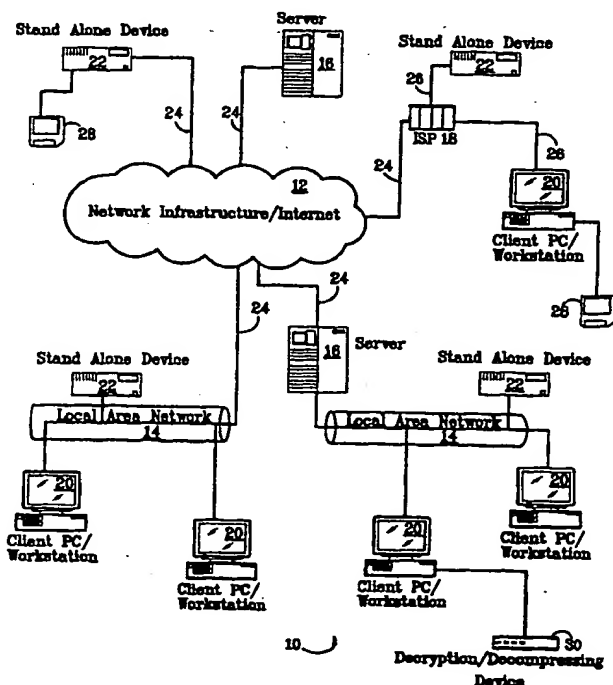 Server
Stand Alone Device
22
16
Stand Alone Device
22
26
28
24
24
ISP 18
24
26
12
Network Infrastructure/Internet
20
Client PC/
Workstation
28
24
24
16
Server
Stand Alone Device
22
Stand Alone Device
22
Local Area Network
14
Local Area Network
14
20
Client PC/
Workstation
20
Client PC/
Workstation
20
Client PC/
Workstation
20
Client PC/
Workstation
10
30
Decryption/Decompressing
Device